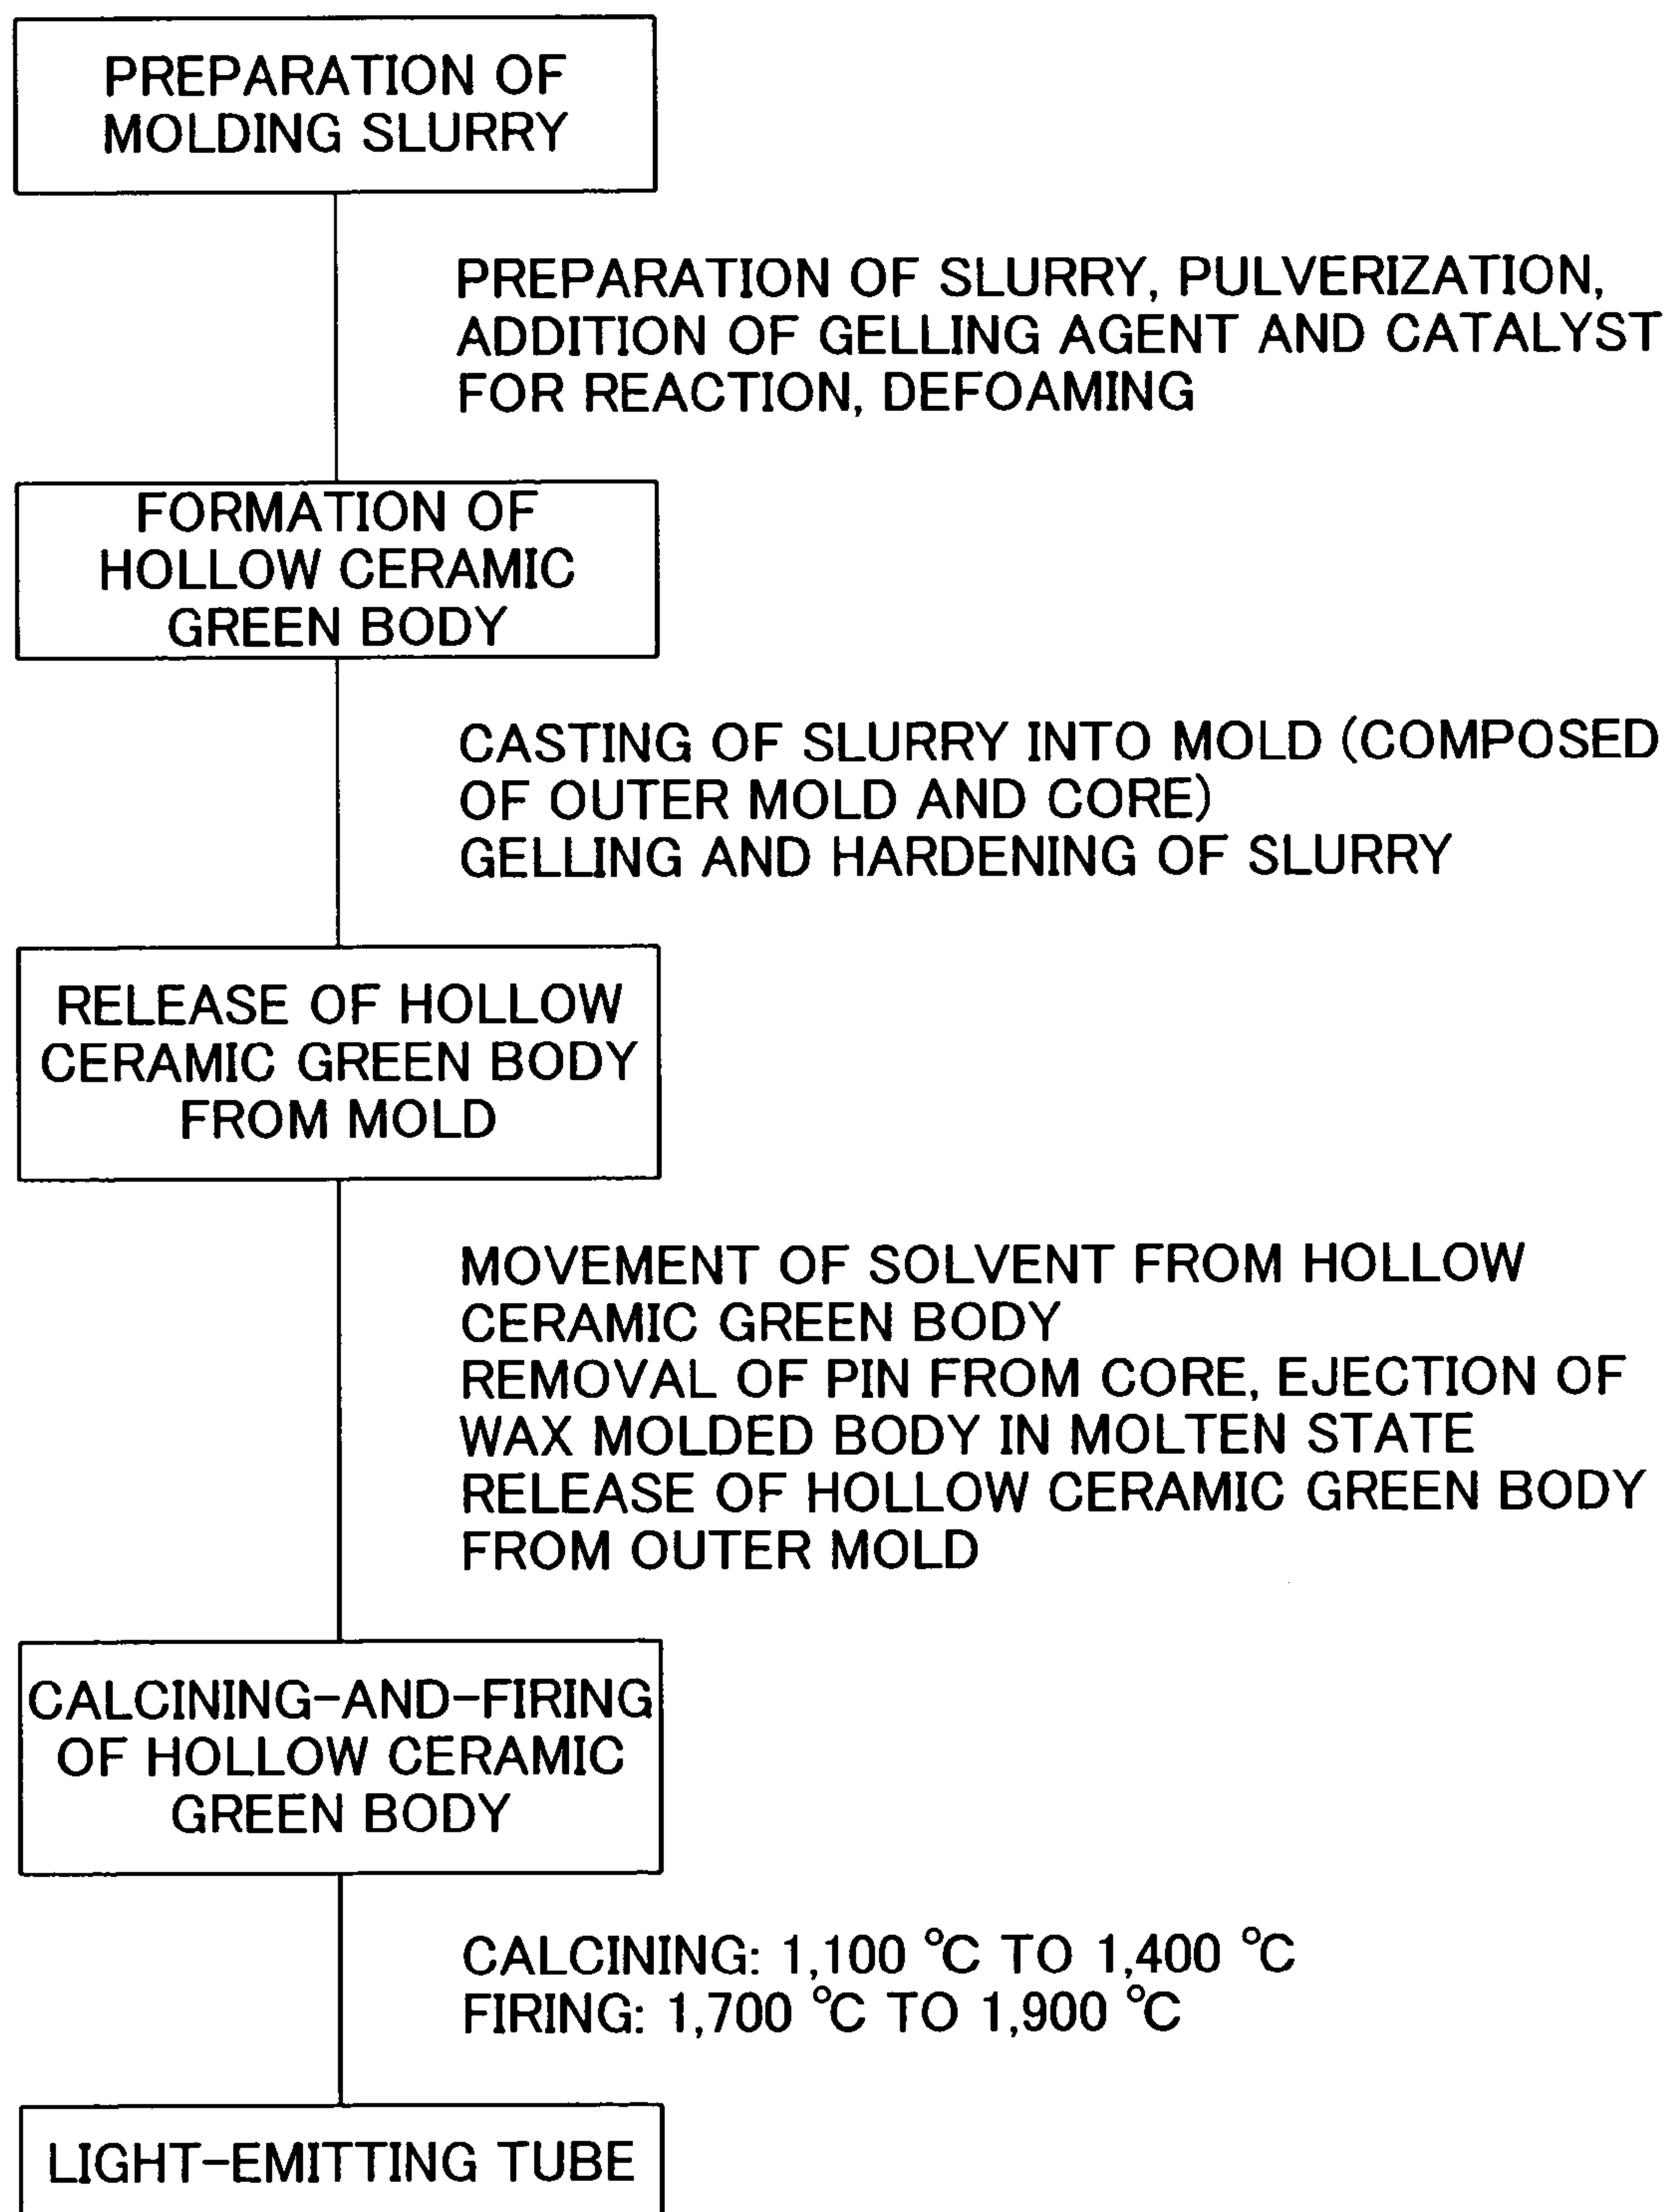 PREPARATION OF
MOLDING SLURRY
PREPARATION OF SLURRY, PULVERIZATION,
ADDITION OF GELLING AGENT AND CATALYST
FOR REACTION, DEFOAMING
FORMATION OF
HOLLOW CERAMIC
GREEN BODY
CASTING OF SLURRY INTO MOLD (COMPOSED
OF OUTER MOLD AND CORE)
GELLING AND HARDENING OF SLURRY
RELEASE OF HOLLOW
CERAMIC GREEN BODY
FROM MOLD
MOVEMENT OF SOLVENT FROM HOLLOW
CERAMIC GREEN BODY
REMOVAL OF PIN FROM CORE, EJECTION OF
WAX MOLDED BODY IN MOLTEN STATE
RELEASE OF HOLLOW CERAMIC GREEN BODY
FROM OUTER MOLD
CALCINING-AND-FIRING
OF HOLLOW CERAMIC
GREEN BODY
CALCINING: 1,100 ℃ TO 1,400 ℃
FIRING: 1,700 ℃ TO 1,900 ℃
LIGHT-EMITTING TUBE